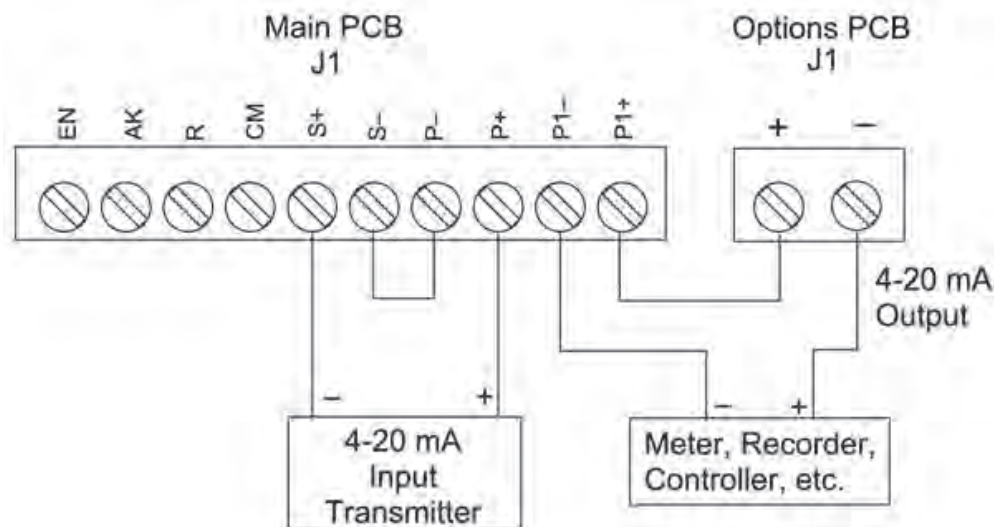 Main PCB
J1
Options PCB
J1
EN AK R CM S+ S– P– P+ P1– P1+
+ –
4-20 mA
Output
– +
4-20 mA
Input
Transmitter
– +
Meter, Recorder,
Controller, etc.